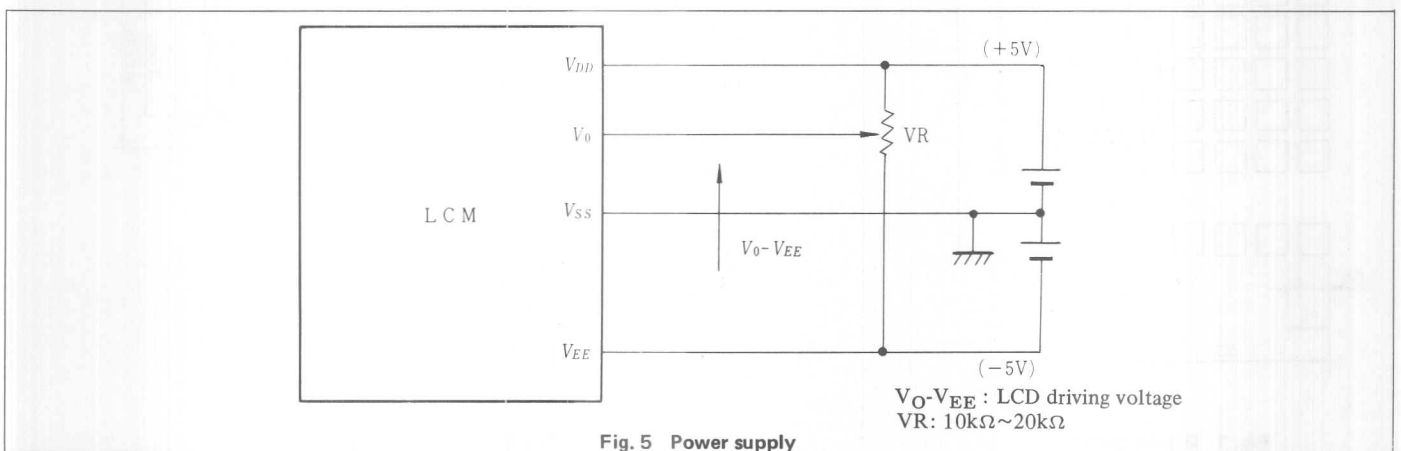 (+5V)
VDD
V0
VR
LCM
VSS
V0-VEE
VEE
(−5V)
VO-VEE : LCD driving voltage
VR: 10kΩ~20kΩ
Fig. 5 Power supply